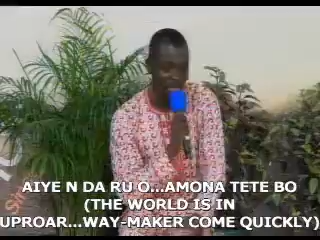 AIYE N DA RU O...AMONA TETE BO
(THE WORLD IS IN
UPROAR...WAY-MAKER COME QUICKLY)